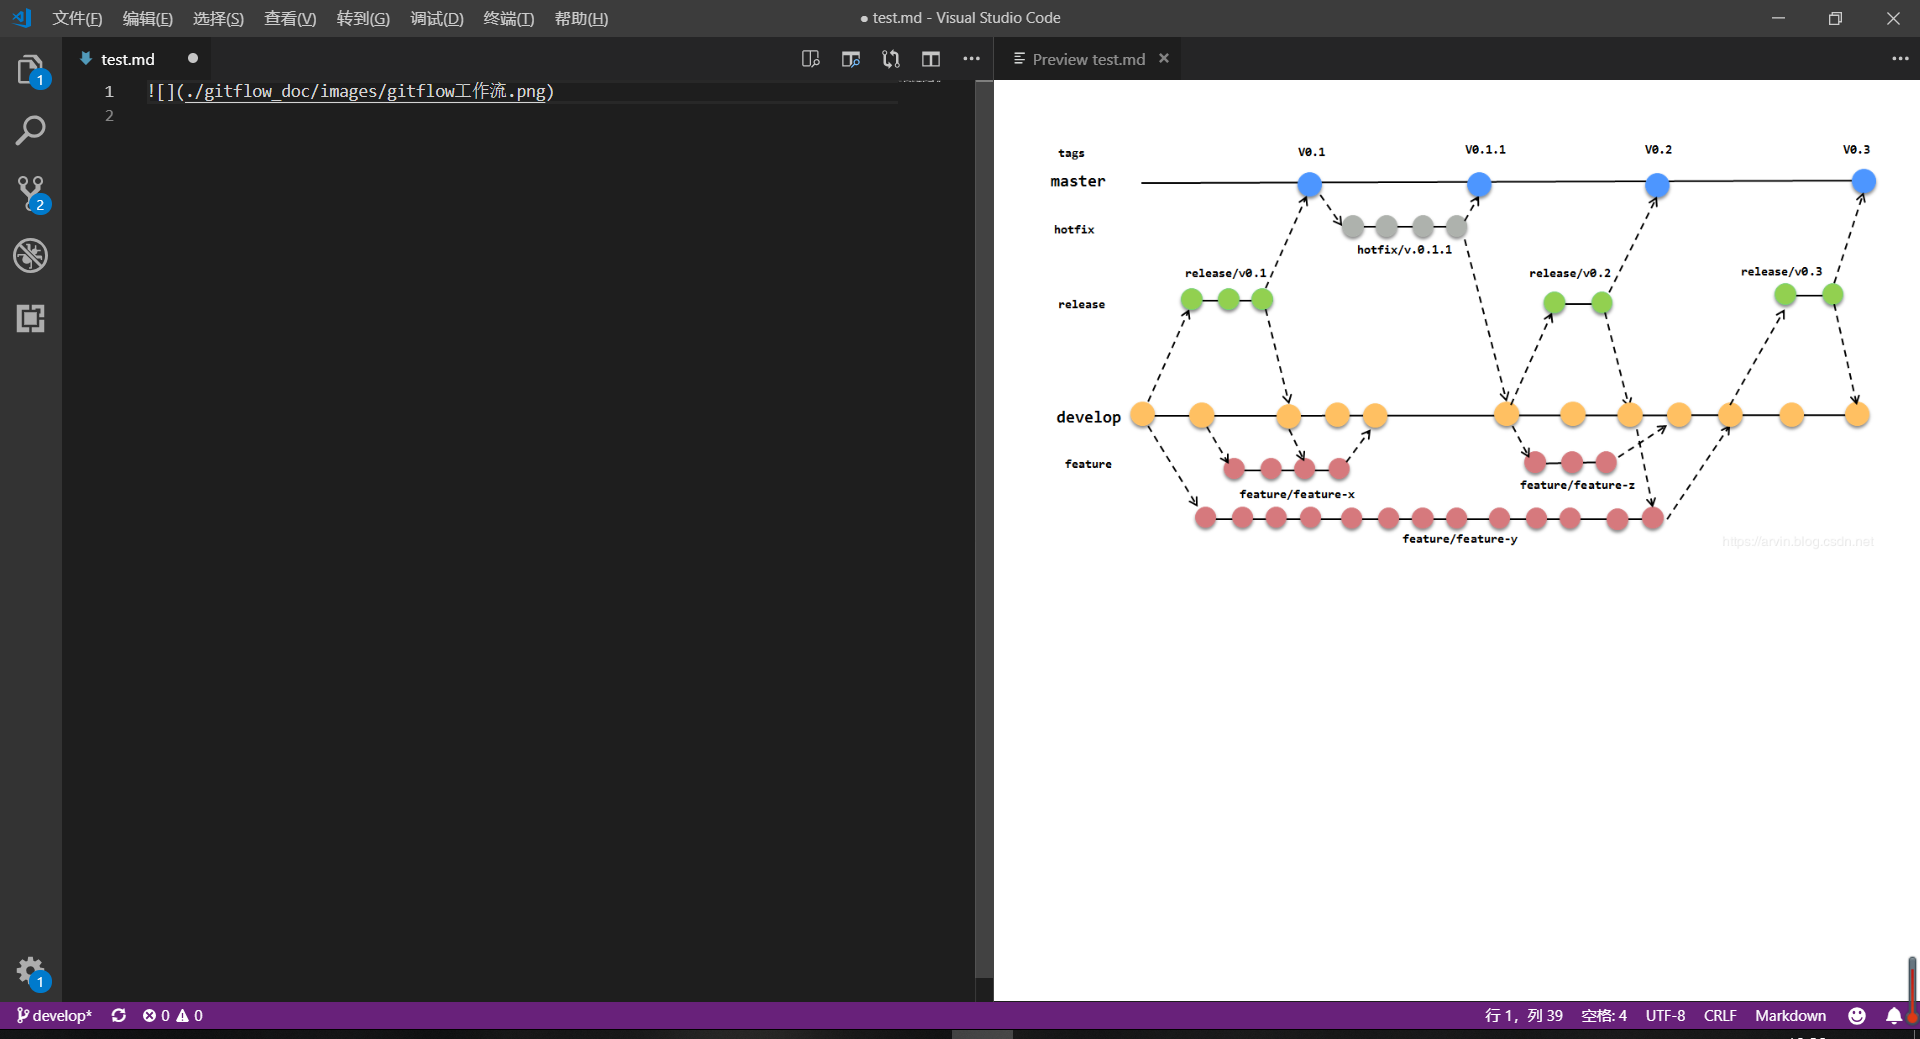 文件(F) 编辑(E) 选择(S) 查看(V) 转到(G) 调试(D) 终端(T) 帮助(H)
● test.md - Visual Studio Code
test.md
Preview test.md
1
1 ![](./gitflow_doc/images/gitflow工作流.png)
2
2
1
tags V0.1 V0.1.1 V0.2 V0.3
master
hotfix
hotfix/v.0.1.1
release/v0.1 release/v0.2 release/v0.3
release
develop
feature
feature/feature-x feature/feature-z
feature/feature-y
https://arvin.blog.csdn.net
develop* 0 0
行 1，列 39 空格: 4 UTF-8 CRLF Markdown